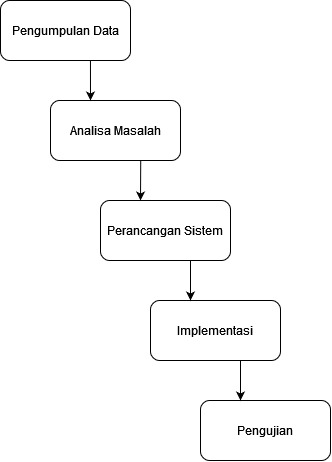 Pengumpulan Data
Analisa Masalah
Perancangan Sistem
Implementasi
Pengujian